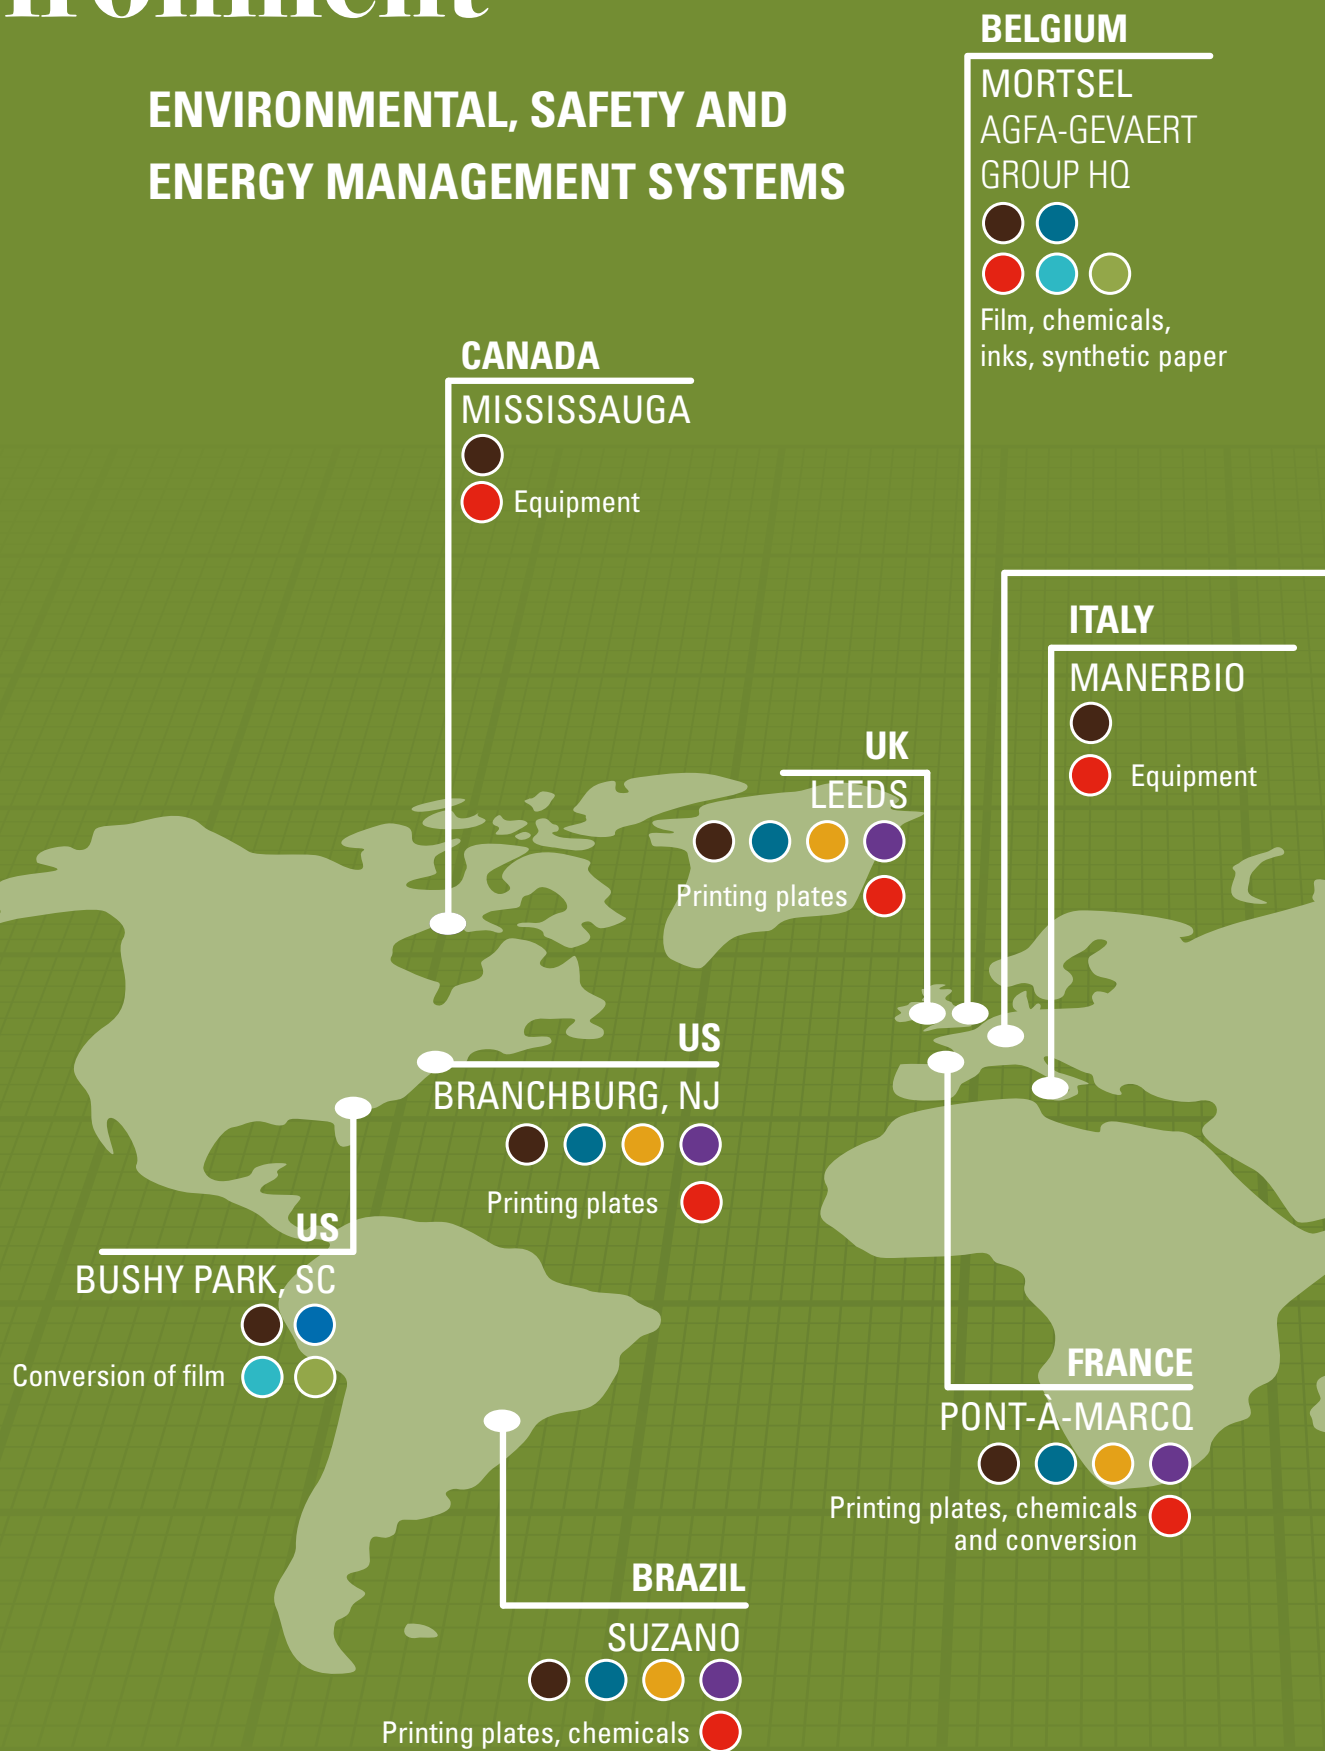 ENVIRONMENTAL, SAFETY AND
ENERGY MANAGEMENT SYSTEMS
BELGIUM
MORTSEL
AGFA-GEVAERT
GROUP HQ
Film, chemicals,
inks, synthetic paper
CANADA
MISSISSAUGA
Equipment
ITALY
MANERBIO
Equipment
UK
LEEDS
Printing plates
US
BRANCHBURG, NJ
Printing plates
US
BUSHY PARK, SC
Conversion of film
FRANCE
PONT-À-MARCQ
Printing plates, chemicals
and conversion
BRAZIL
SUZANO
Printing plates, chemicals